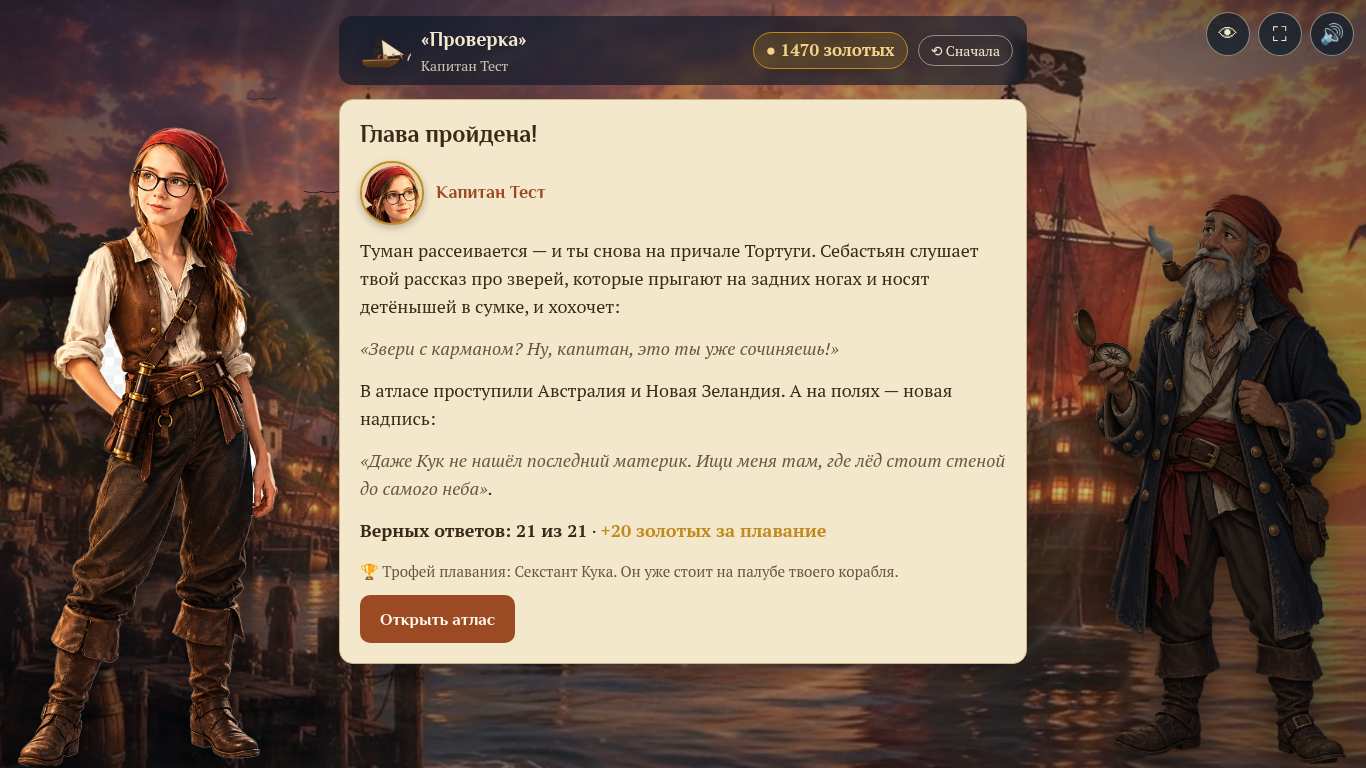 «Проверка»
Капитан Тест
● 1470 золотых
⟲ Сначала
Глава пройдена!
Капитан Тест
Туман рассеивается — и ты снова на причале Тортуги. Себастьян слушает
твой рассказ про зверей, которые прыгают на задних ногах и носят
детёнышей в сумке, и хохочет:
«Звери с карманом? Ну, капитан, это ты уже сочиняешь!»
В атласе проступили Австралия и Новая Зеландия. А на полях — новая
надпись:
«Даже Кук не нашёл последний материк. Ищи меня там, где лёд стоит стеной
до самого неба».
Верных ответов: 21 из 21 · +20 золотых за плавание
🏆 Трофей плавания: Секстант Кука. Он уже стоит на палубе твоего корабля.
Открыть атлас